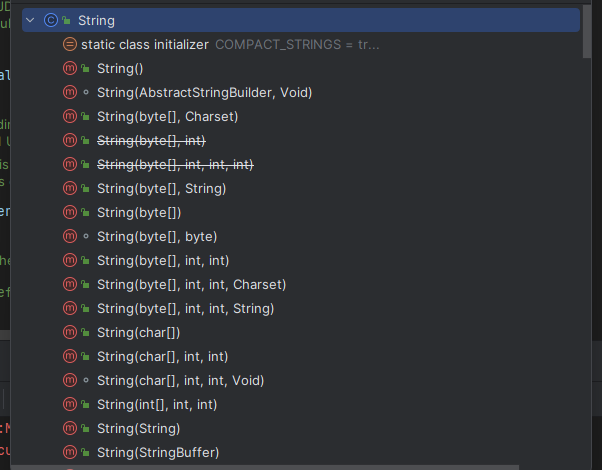 String
static class initializer COMPACT_STRINGS = tr...
String()
String(AbstractStringBuilder, Void)
String(byte[], Charset)
String(byte[], int)
String(byte[], int, int, int)
String(byte[], String)
String(byte[])
String(byte[], byte)
String(byte[], int, int)
String(byte[], int, int, Charset)
String(byte[], int, int, String)
String(char[])
String(char[], int, int)
String(char[], int, int, Void)
String(int[], int, int)
String(String)
String(StringBuffer)